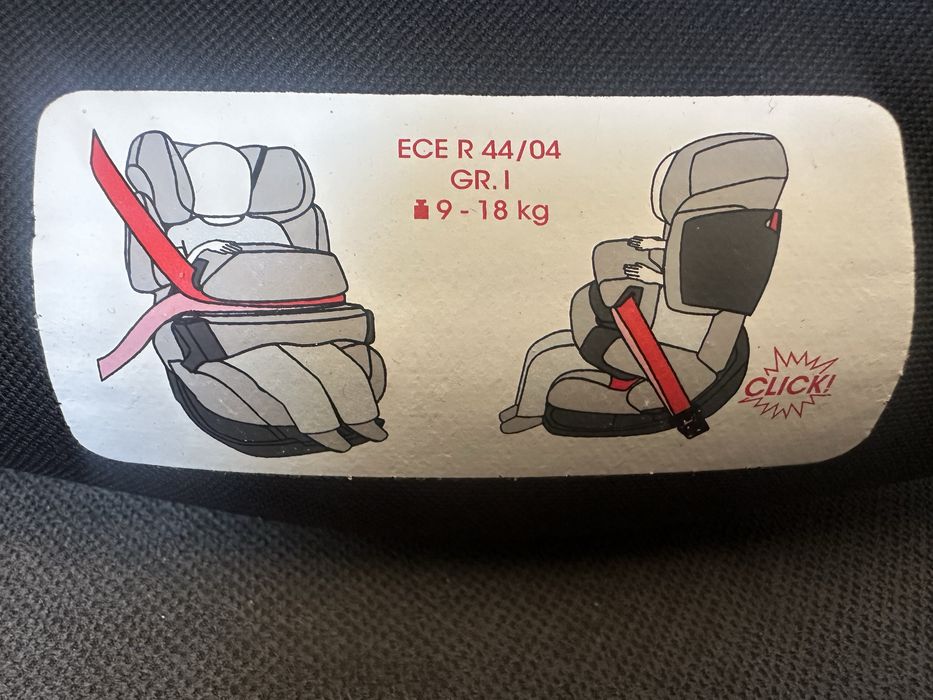 ECE R 44/04
GR. I
9 - 18 kg
CLICK!